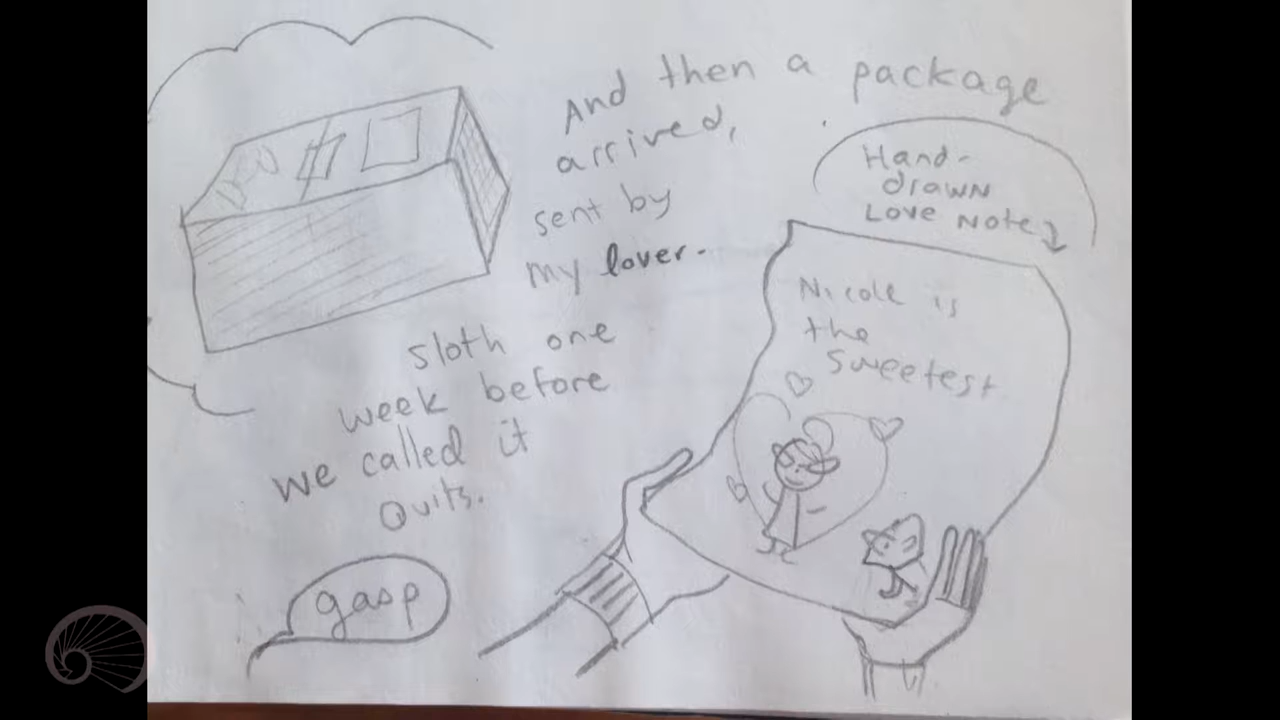 And then a package
arrived,
sent by
my lover.
sloth one
week before
we called it
Quits.
gasp
Hand-
drawn
Love Note
Nicole is
the
sweetest